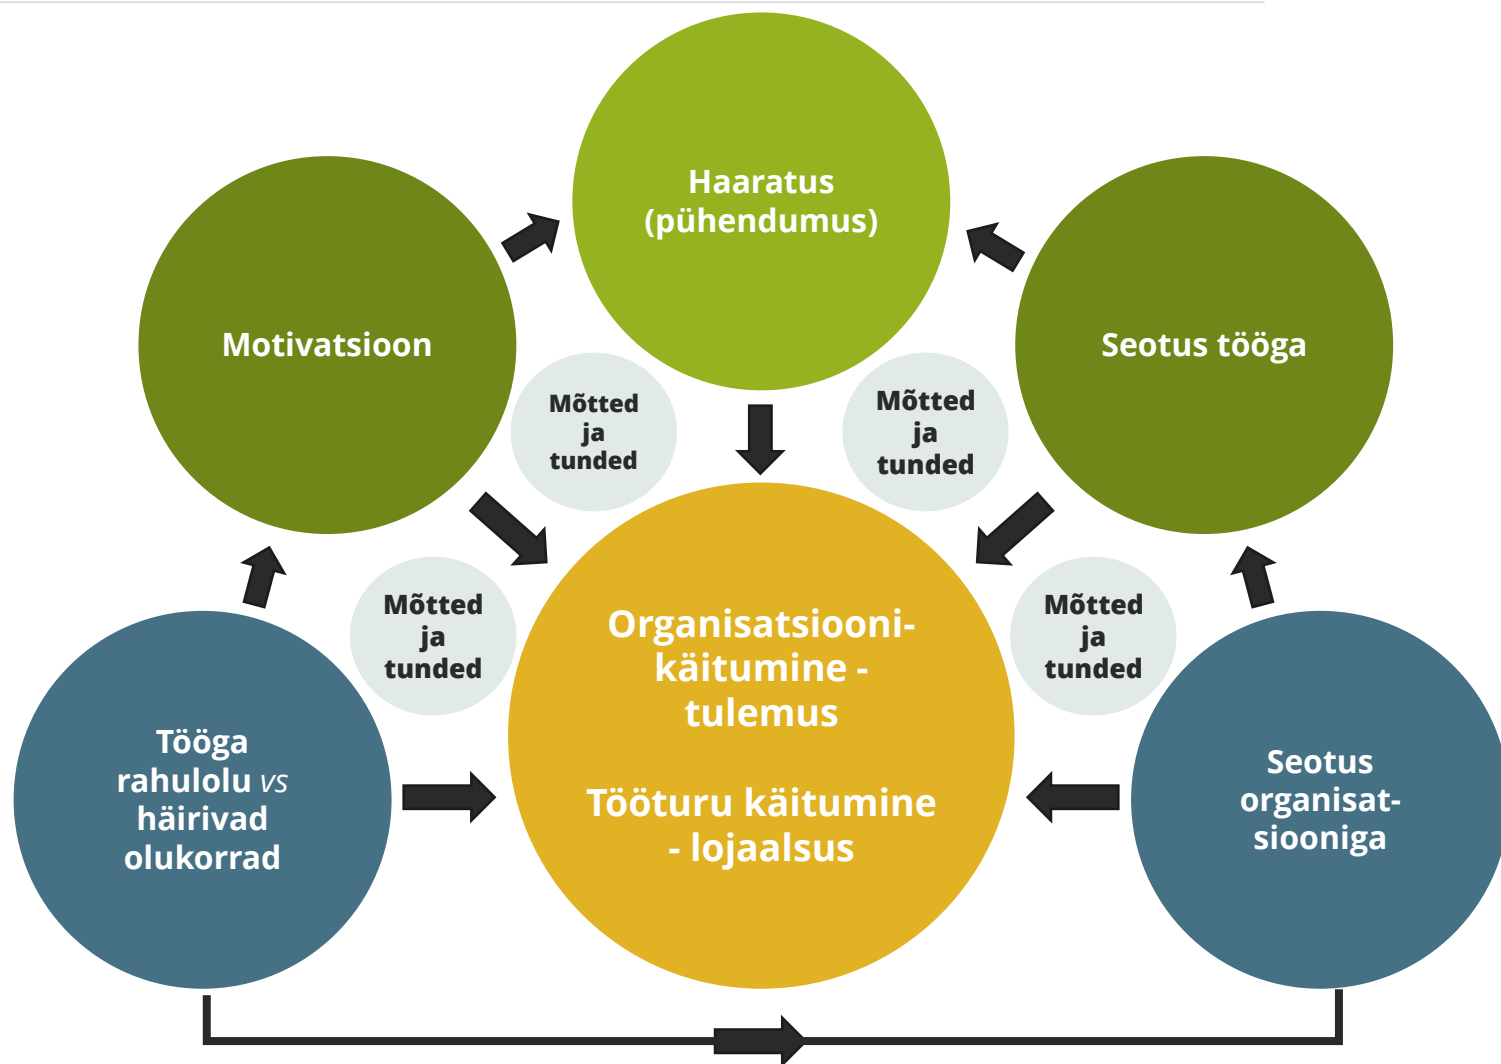 Haaratus
(pühendumus)
Motivatsioon
Seotus tööga
Mõtted
ja
tunded
Mõtted
ja
tunded
Mõtted
ja
tunded
Mõtted
ja
tunded
Organisatsiooni-
käitumine -
tulemus
Tööturu käitumine
- lojaalsus
Tööga
rahulolu vs
häirivad
olukorrad
Seotus
organisat-
siooniga